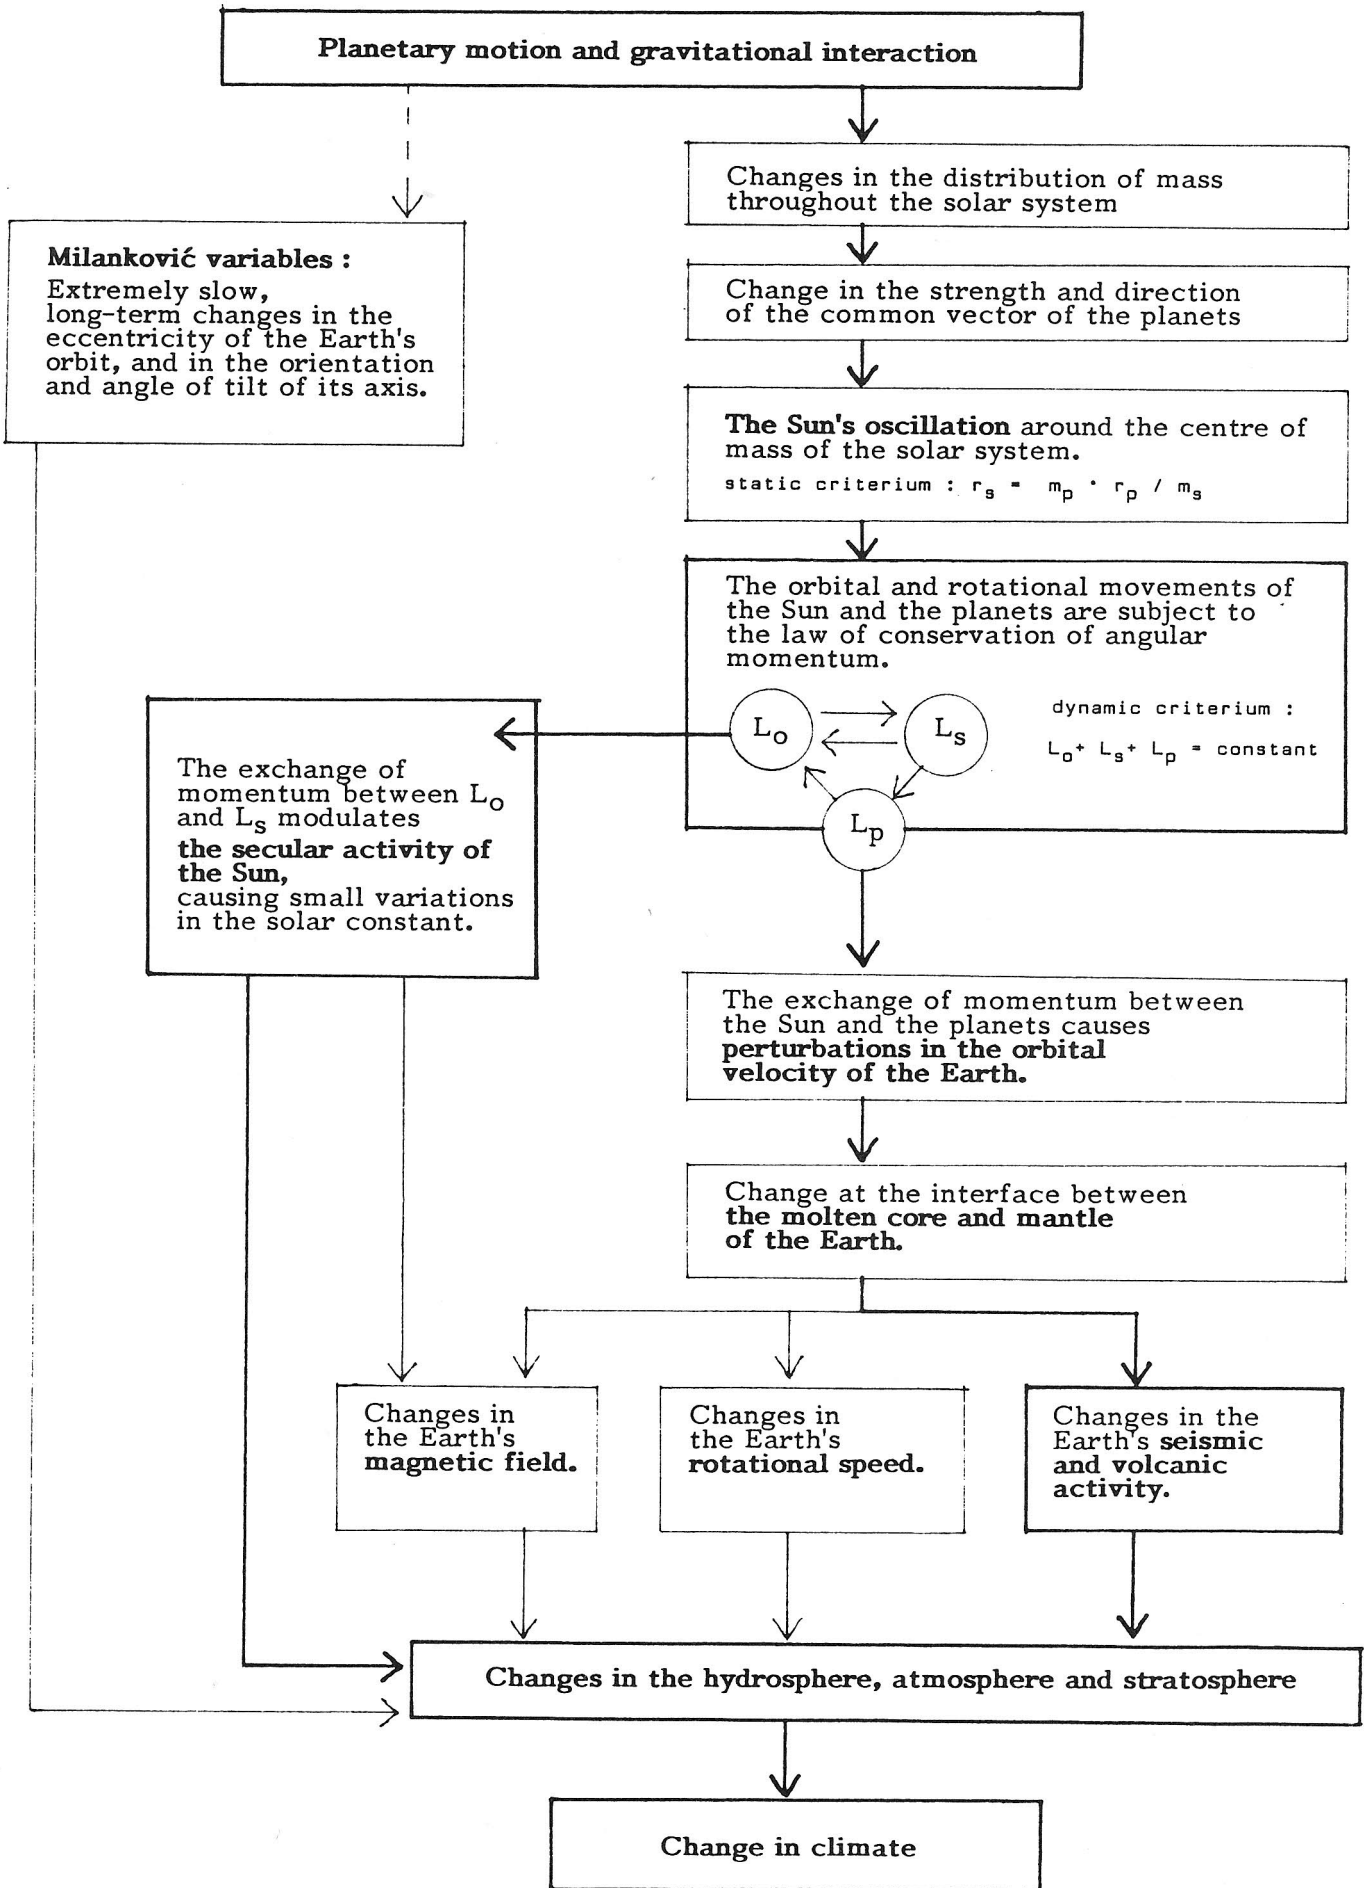 Planetary motion and gravitational interaction
Changes in the distribution of mass
throughout the solar system
Milanković variables :
Extremely slow,
long-term changes in the
eccentricity of the Earth's
orbit, and in the orientation
and angle of tilt of its axis.
Change in the strength and direction
of the common vector of the planets
The Sun's oscillation around the centre of
mass of the solar system.
static criterium : rₛ = mₚ · rₚ / mₛ
The orbital and rotational movements of
the Sun and the planets are subject to
the law of conservation of angular
momentum.
Lₒ
Lₛ
Lₚ
dynamic criterium :
Lₒ+ Lₛ+ Lₚ = constant
The exchange of
momentum between Lₒ
and Lₛ modulates
the secular activity of
the Sun,
causing small variations
in the solar constant.
The exchange of momentum between
the Sun and the planets causes
perturbations in the orbital
velocity of the Earth.
Change at the interface between
the molten core and mantle
of the Earth.
Changes in
the Earth's
magnetic field.
Changes in
the Earth's
rotational speed.
Changes in the
Earth's seismic
and volcanic
activity.
Changes in the hydrosphere, atmosphere and stratosphere
Change in climate